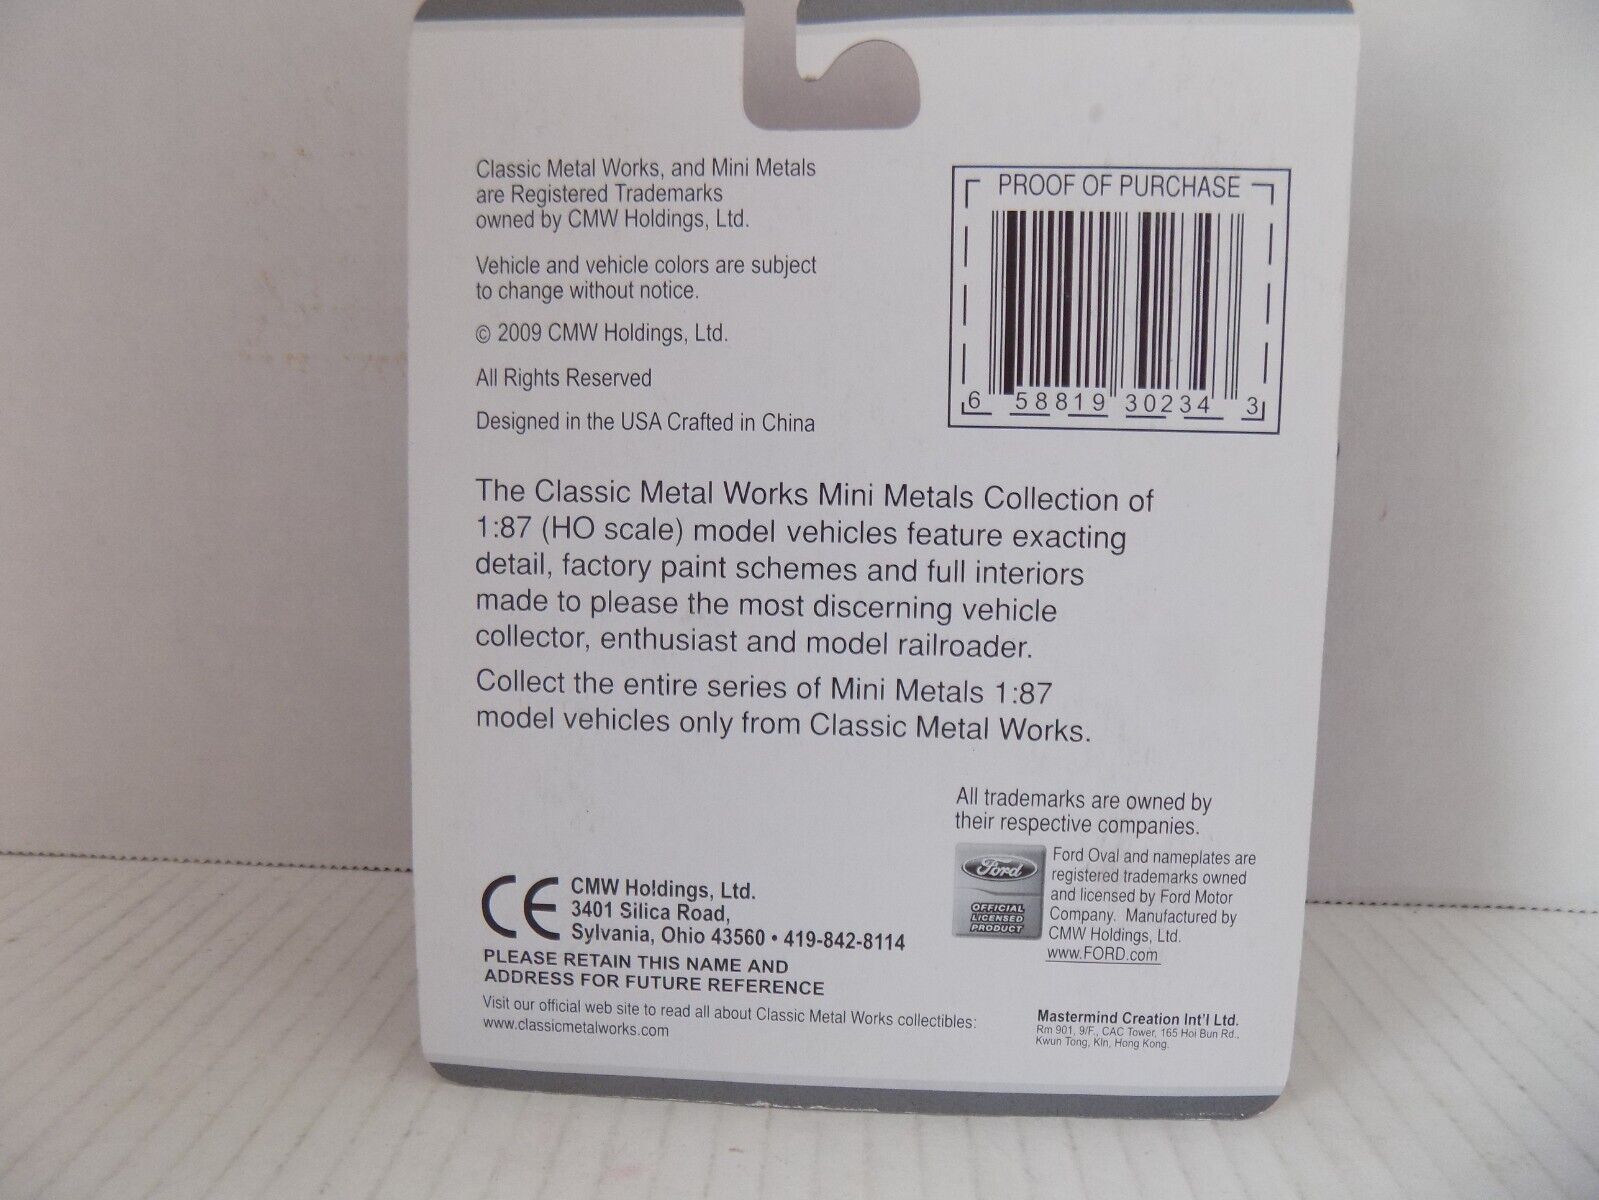 Classic Metal Works, and Mini Metals
are Registered Trademarks
owned by CMW Holdings, Ltd.
Vehicle and vehicle colors are subject
to change without notice.
© 2009 CMW Holdings, Ltd.
All Rights Reserved
Designed in the USA Crafted in China
PROOF OF PURCHASE
6 58819 30234 3
The Classic Metal Works Mini Metals Collection of
1:87 (HO scale) model vehicles feature exacting
detail, factory paint schemes and full interiors
made to please the most discerning vehicle
collector, enthusiast and model railroader.
Collect the entire series of Mini Metals 1:87
model vehicles only from Classic Metal Works.
All trademarks are owned by
their respective companies.
Ford
OFFICIAL
LICENSED
PRODUCT
Ford Oval and nameplates are
registered trademarks owned
and licensed by Ford Motor
Company. Manufactured by
CMW Holdings, Ltd.
www.FORD.com
CE
CMW Holdings, Ltd.
3401 Silica Road,
Sylvania, Ohio 43560 • 419-842-8114
PLEASE RETAIN THIS NAME AND
ADDRESS FOR FUTURE REFERENCE
Visit our official web site to read all about Classic Metal Works collectibles:
www.classicmetalworks.com
Mastermind Creation Int'l Ltd.
Rm 901, 9/F., CAC Tower, 165 Hoi Bun Rd.,
Kwun Tong, Kln, Hong Kong.